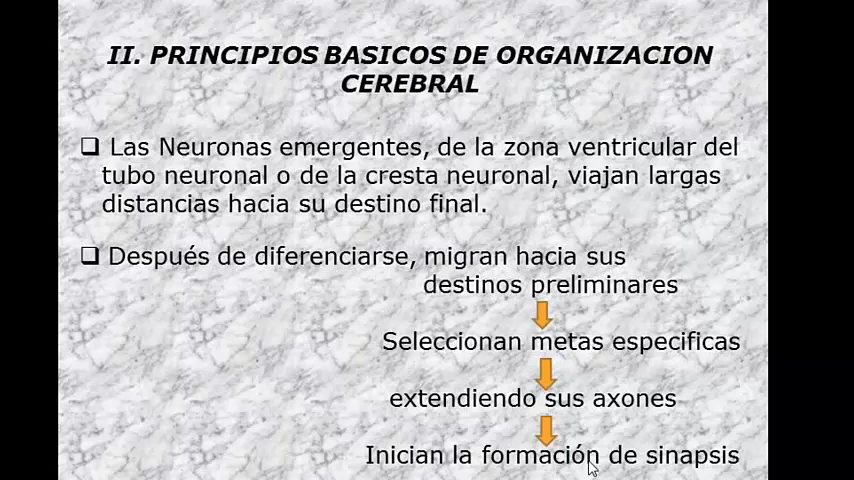 II. PRINCIPIOS BASICOS DE ORGANIZACION
CEREBRAL
Las Neuronas emergentes, de la zona ventricular del
tubo neuronal o de la cresta neuronal, viajan largas
distancias hacia su destino final.
Después de diferenciarse, migran hacia sus
destinos preliminares
Seleccionan metas especificas
extendiendo sus axones
Inician la formación de sinapsis